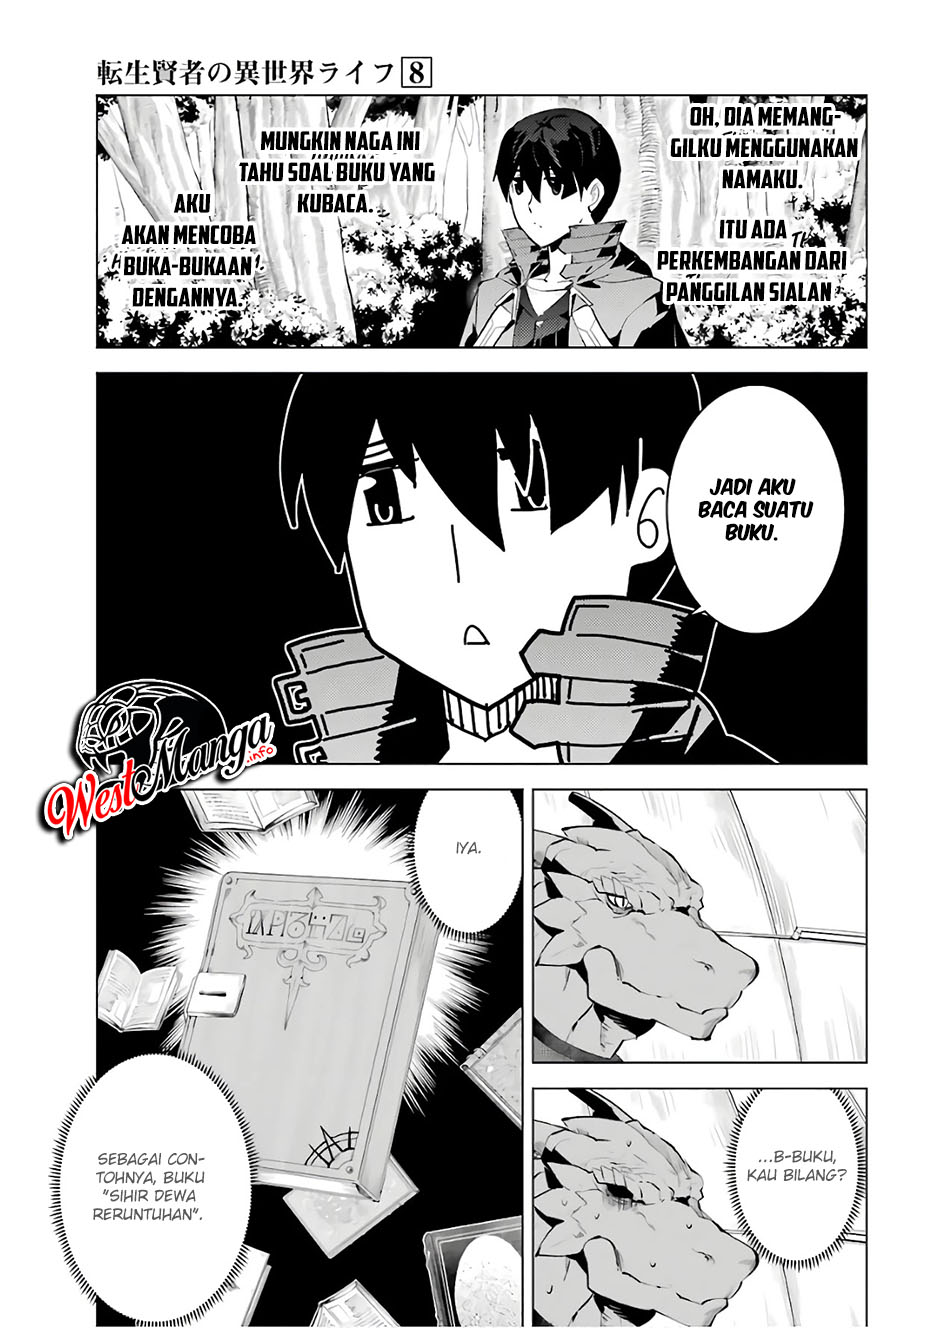 転生賢者の異世界ライフ 8
OH, DIA MEMANG-
GILKU MENGGUNAKAN
NAMAKU.
ITU ADA
PERKEMBANGAN DARI
PANGGILAN SIALAN
MUNGKIN NAGA INI
TAHU SOAL BUKU YANG
KUBACA.
AKU
AKAN MENCOBA
BUKA-BUKAAN
DENGANNYA.
JADI AKU
BACA SUATU
BUKU.
WestManga
.info
...B-BUKU,
KAU BILANG?
IYA.
SEBAGAI CON-
TOHNYA, BUKU
"SIHIR DEWA
RERUNTUHAN".